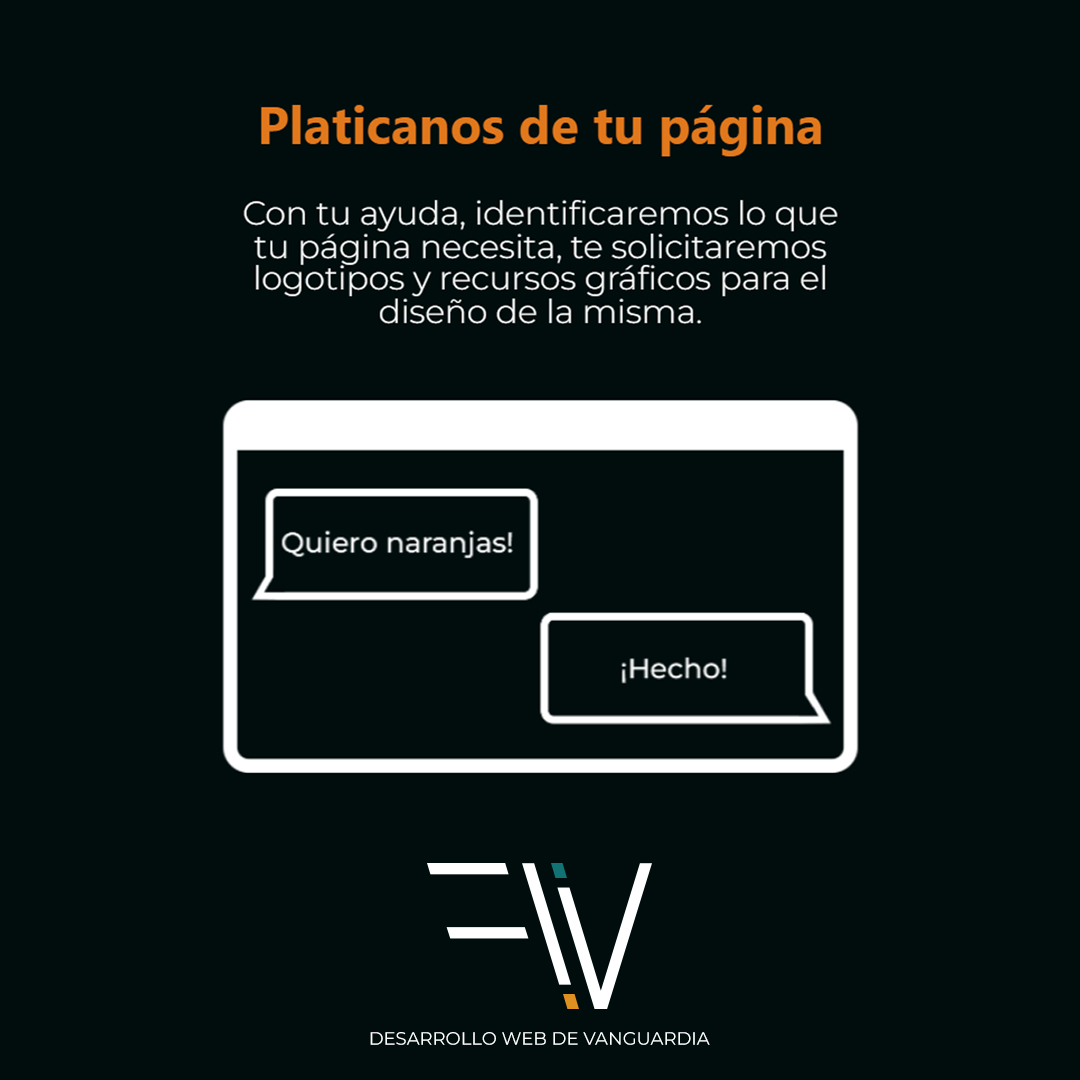 Platicanos de tu página
Con tu ayuda, identificaremos lo que
tu página necesita, te solicitaremos
logotipos y recursos gráficos para el
diseño de la misma.
Quiero naranjas!
¡Hecho!
DESARROLLO WEB DE VANGUARDIA